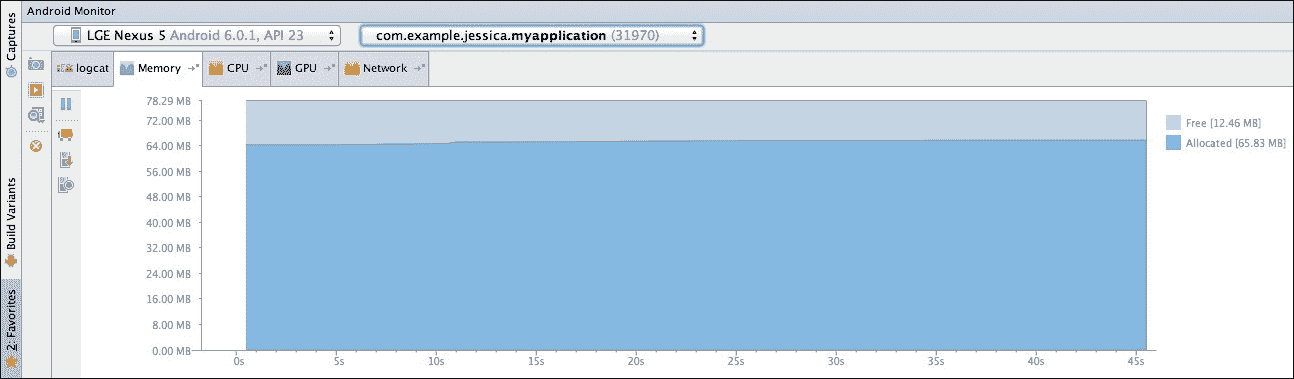 Android Monitor
Captures
Build Variants
2: Favorites
LGE Nexus 5 Android 6.0.1, API 23
com.example.jessica.myapplication (31970)
logcat
Memory
CPU
GPU
Network
78.29 MB
72.00 MB
64.00 MB
56.00 MB
48.00 MB
40.00 MB
32.00 MB
24.00 MB
16.00 MB
8.00 MB
0.00 MB
0s 5s 10s 15s 20s 25s 30s 35s 40s 45s
Free [12.46 MB]
Allocated [65.83 MB]